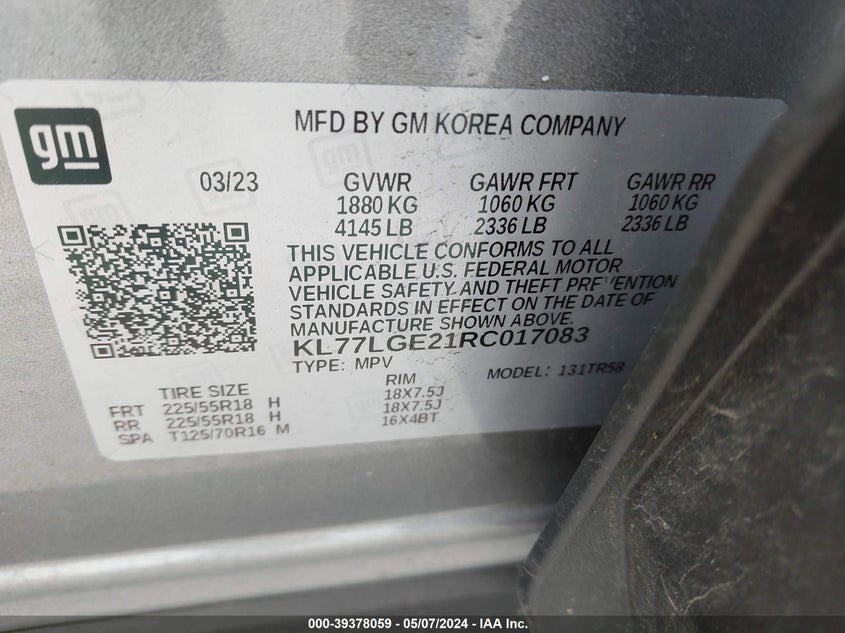 gm
MFD BY GM KOREA COMPANY
03/23 GVWR GAWR FRT GAWR RR
1880 KG 1060 KG 1060 KG
4145 LB 2336 LB 2336 LB
THIS VEHICLE CONFORMS TO ALL
APPLICABLE U.S. FEDERAL MOTOR
VEHICLE SAFETY AND THEFT PREVENTION
STANDARDS IN EFFECT ON THE DATE OF
MANUFACTURE SHOWN ABOVE.
KL77LGE21RC017083
TYPE: MPV MODEL: 131TR58
TIRE SIZE RIM
FRT 225/55R18 H 18X7.5J
RR 225/55R18 H 18X7.5J
SPA T125/70R16 M 16X4BT
000-39378059 - 05/07/2024 - IAA Inc.